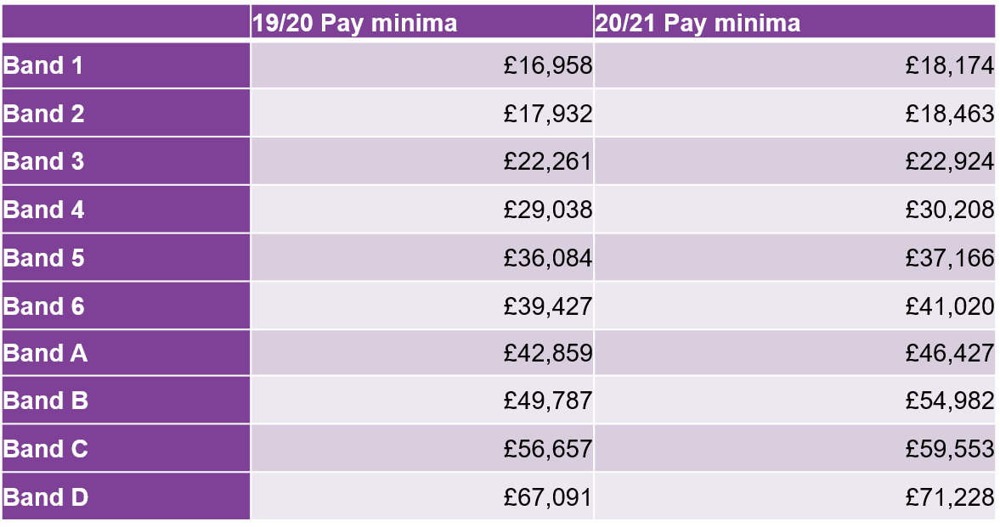 19/20 Pay minima 20/21 Pay minima
Band 1 £16,958 £18,174
Band 2 £17,932 £18,463
Band 3 £22,261 £22,924
Band 4 £29,038 £30,208
Band 5 £36,084 £37,166
Band 6 £39,427 £41,020
Band A £42,859 £46,427
Band B £49,787 £54,982
Band C £56,657 £59,553
Band D £67,091 £71,228